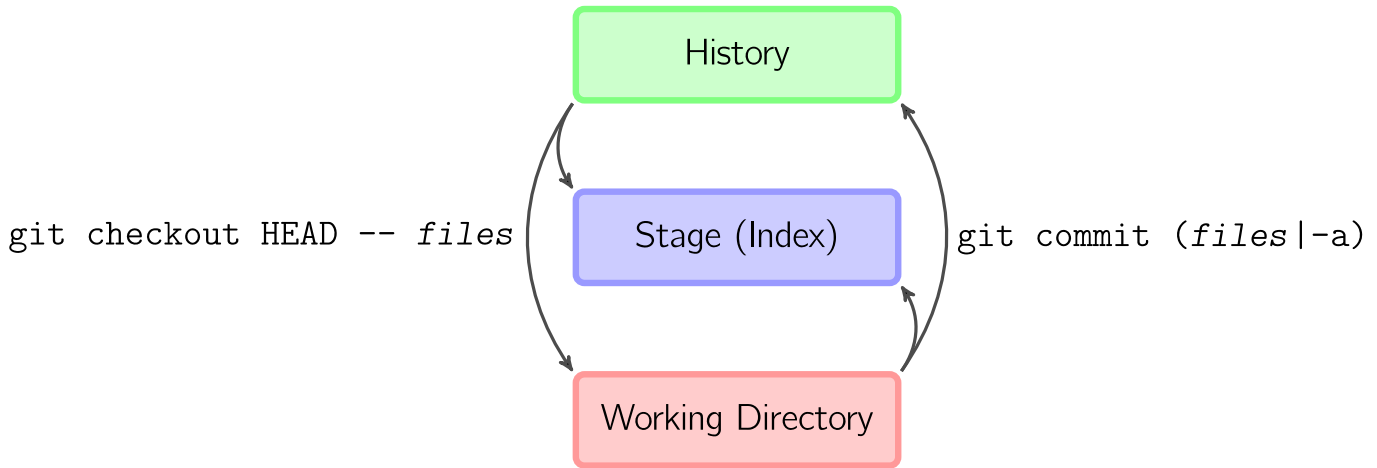 History
git checkout HEAD -- files
Stage (Index)
git commit (files|-a)
Working Directory